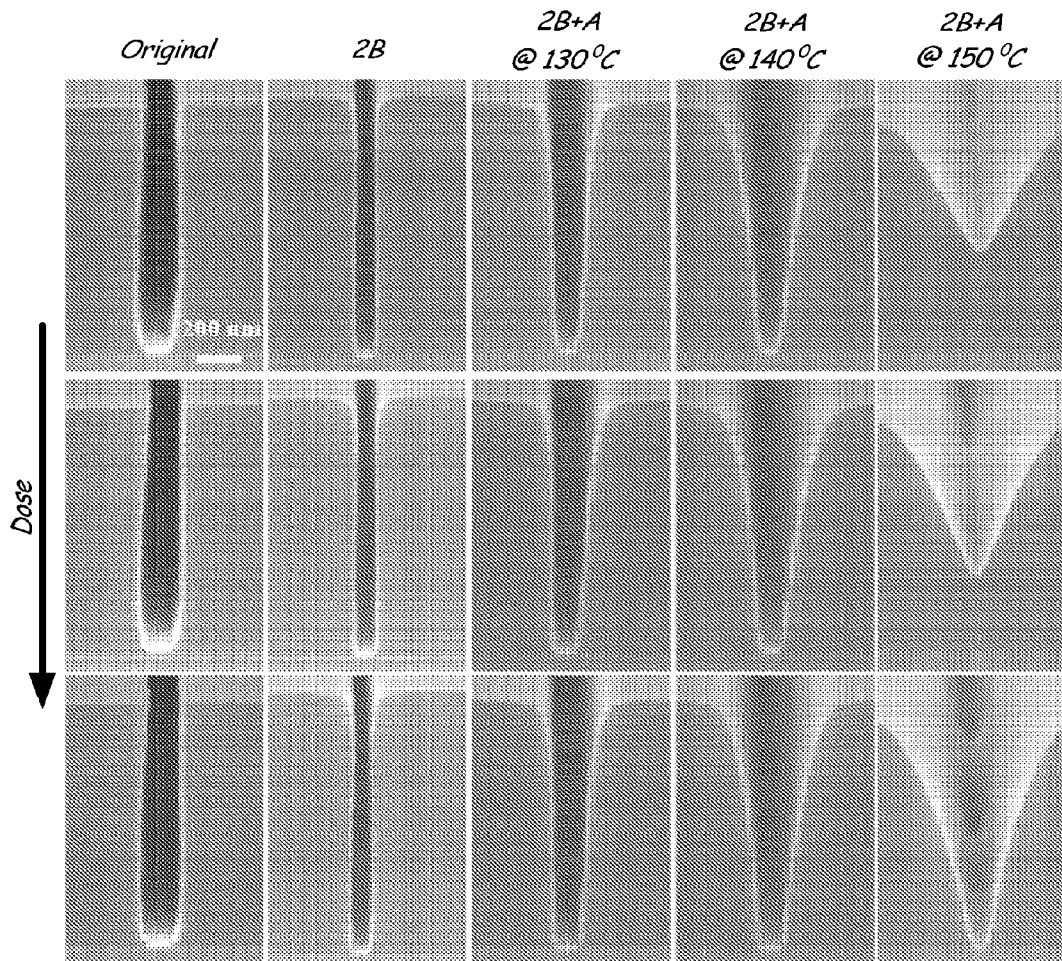 Original
2B
2B+A
@ 130 °C
2B+A
@ 140 °C
2B+A
@ 150 °C
200 nm
Dose